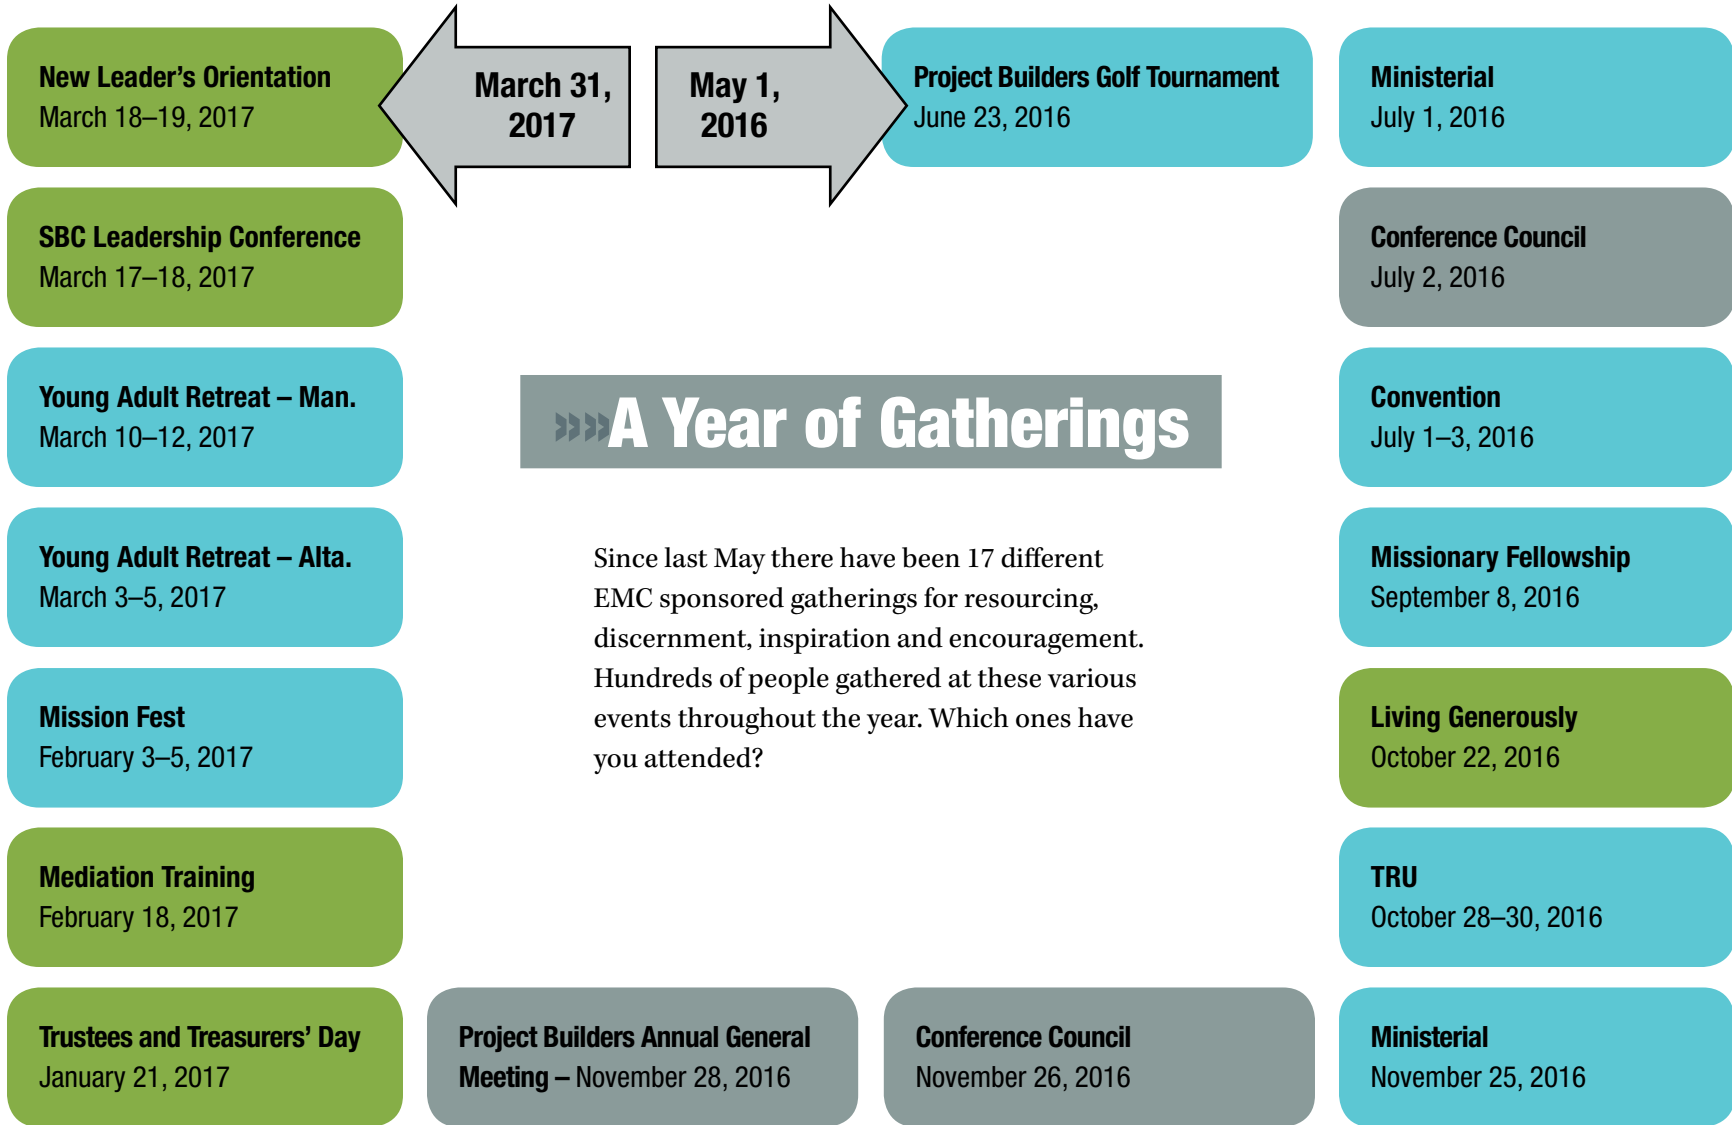 March 31,
2017
May 1,
2016
Project Builders Golf Tournament
June 23, 2016
Ministerial
July 1, 2016
Conference Council
July 2, 2016
Convention
July 1–3, 2016
Missionary Fellowship
September 8, 2016
Living Generously
October 22, 2016
TRU
October 28–30, 2016
Ministerial
November 25, 2016
Conference Council
November 26, 2016
Project Builders Annual General
Meeting – November 28, 2016
Trustees and Treasurers’ Day
January 21, 2017
Mediation Training
February 18, 2017
Mission Fest
February 3–5, 2017
Young Adult Retreat – Alta.
March 3–5, 2017
Young Adult Retreat – Man.
March 10–12, 2017
SBC Leadership Conference
March 17–18, 2017
New Leader’s Orientation
March 18–19, 2017
»»»A Year of Gatherings
Since last May there have been 17 different
EMC sponsored gatherings for resourcing,
discernment, inspiration and encouragement.
Hundreds of people gathered at these various
events throughout the year. Which ones have
you attended?